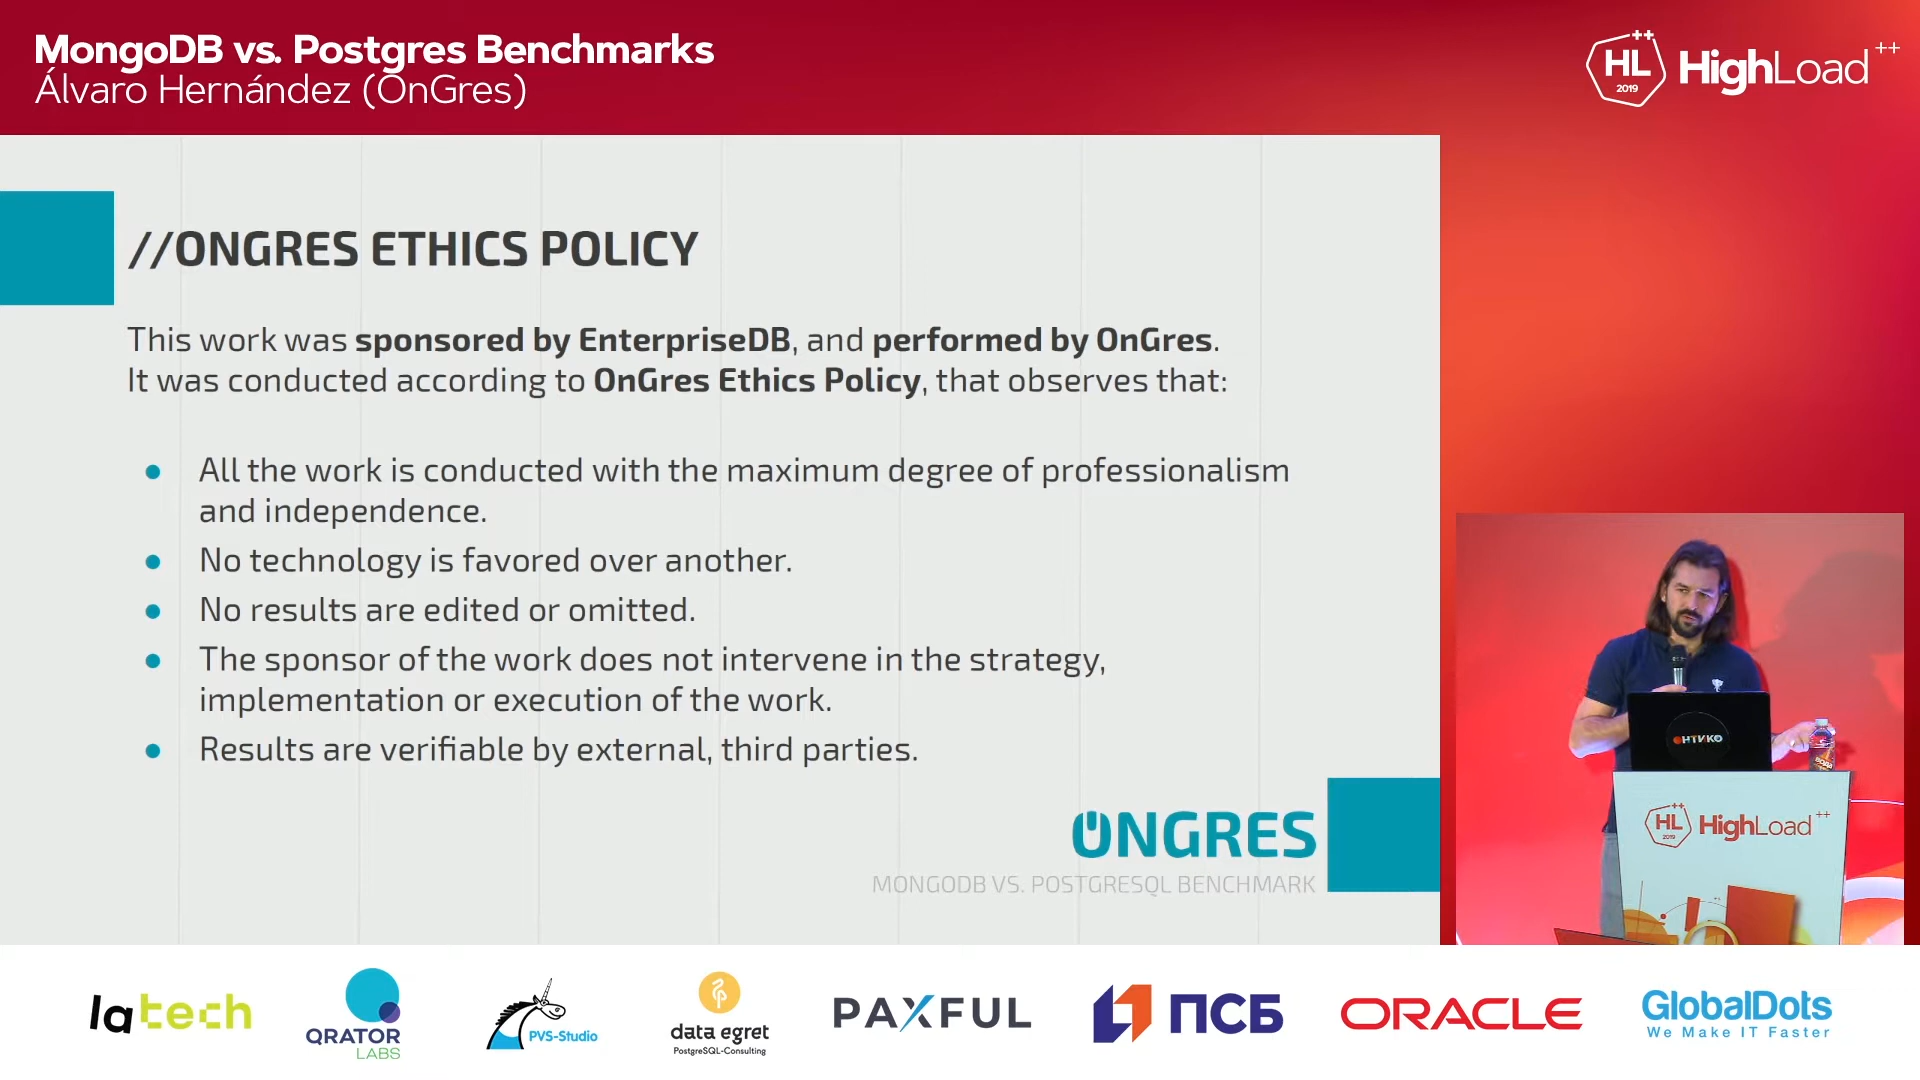 MongoDB vs. Postgres Benchmarks
Álvaro Hernández (OnGres)
HL
2019
HighLoad++
//ONGRES ETHICS POLICY
This work was sponsored by EnterpriseDB, and performed by OnGres.
It was conducted according to OnGres Ethics Policy, that observes that:
● All the work is conducted with the maximum degree of professionalism
and independence.
● No technology is favored over another.
● No results are edited or omitted.
● The sponsor of the work does not intervene in the strategy,
implementation or execution of the work.
● Results are verifiable by external, third parties.
ONGRES
MONGODB VS. POSTGRESQL BENCHMARK
ОНТИКО
ВОДА
HL
2019
HighLoad++
latech
QRATOR
LABS
PVS-Studio
data egret
PostgreSQL-Consulting
PAXFUL
ПСБ
ORACLE
GlobalDots
We Make IT Faster